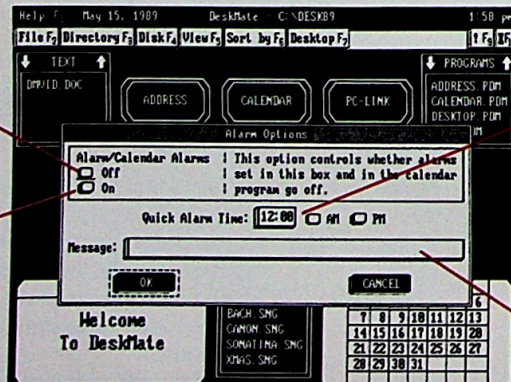 Help F May 15, 1989 DeskMate - C:\DESK89 1:58 pm
File F2 Directory F3 Disk F4 View F5 Sort by F6 Desktop F7 F8
TEXT
DMVID.DOC
ADDRESS
CALENDAR
PC-LINK
PROGRAMS
ADDRESS.PDM
CALENDAR.PDM
DESKTOP.PDM
Alarm Options
Alarm/Calendar Alarms
Off
On
This option controls whether alarms
set in this box and in the calendar
program go off.
Quick Alarm Time: 12:00 AM PM
Message:
OK
CANCEL
Welcome
To DeskMate
BACH.SNG
CANON.SNG
SONATINA.SNG
XMAS.SNG
6
7 8 9 10 11 12 13
14 15 16 17 18 19 20
21 22 23 24 25 26 27
28 29 30 31